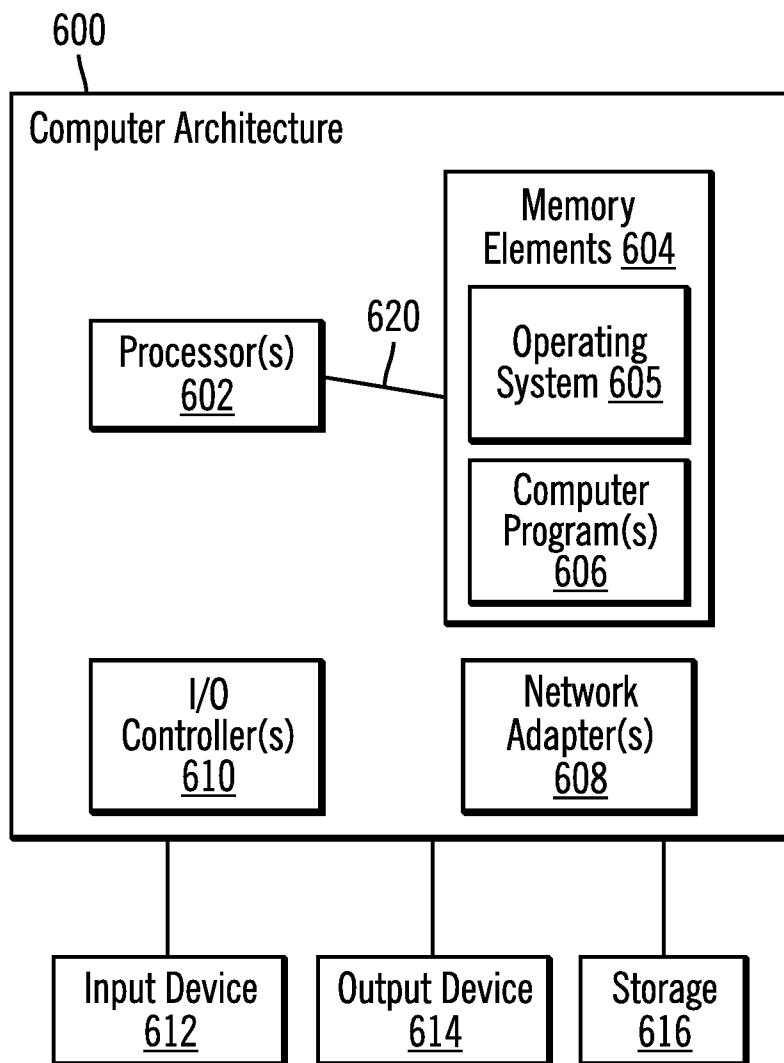 600
Computer Architecture
Memory
Elements 604
Processor(s)
602
620
Operating
System 605
Computer
Program(s)
606
I/O
Controller(s)
610
Network
Adapter(s)
608
Input Device
612
Output Device
614
Storage
616